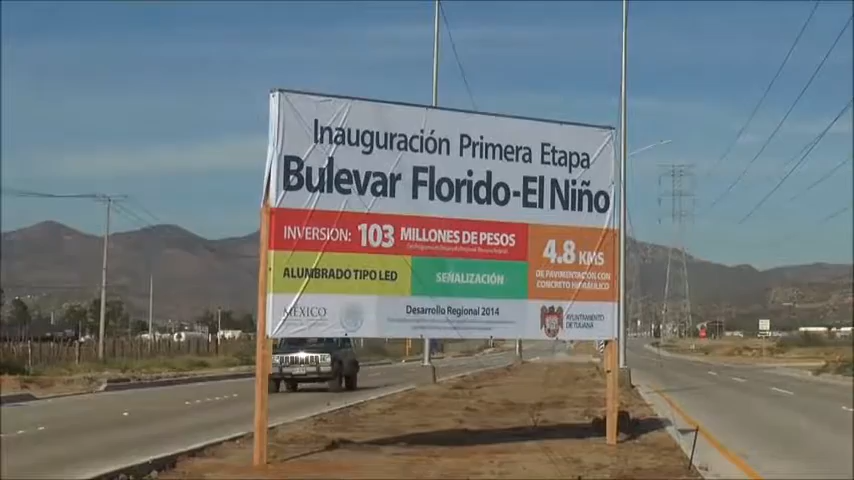 Inauguración Primera Etapa
Bulevar Florido-El Niño
INVERSIÓN: 103 MILLONES DE PESOS
4.8 KMS
DE PAVIMENTACIÓN CON
CONCRETO HIDRÁULICO
ALUMBRADO TIPO LED
SEÑALIZACIÓN
MÉXICO
Desarrollo Regional 2014
AYUNTAMIENTO
DE TIJUANA